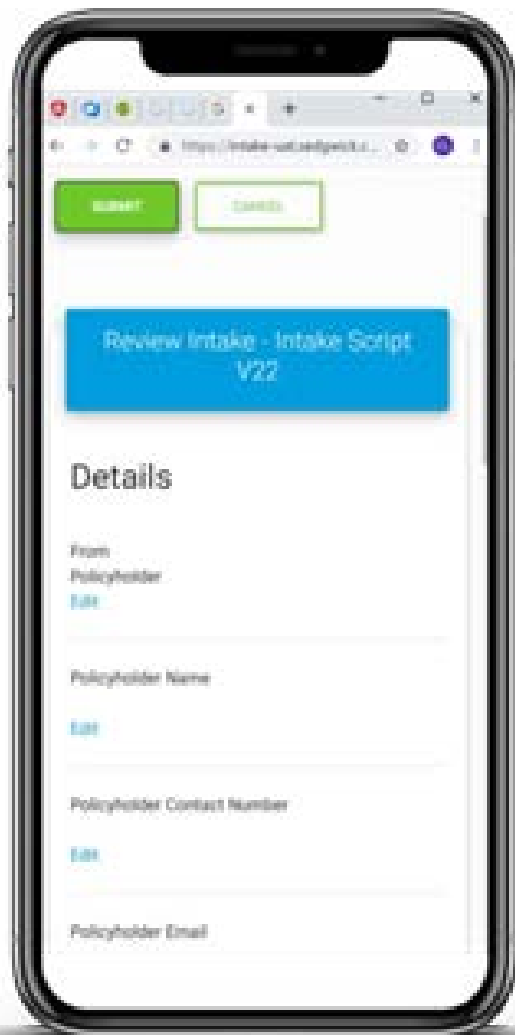 SUBMIT
CANCEL
Review Intake - Intake Script
V22
Details
From
Policyholder
Edit
Policyholder Name
Edit
Policyholder Contact Number
Edit
Policyholder Email